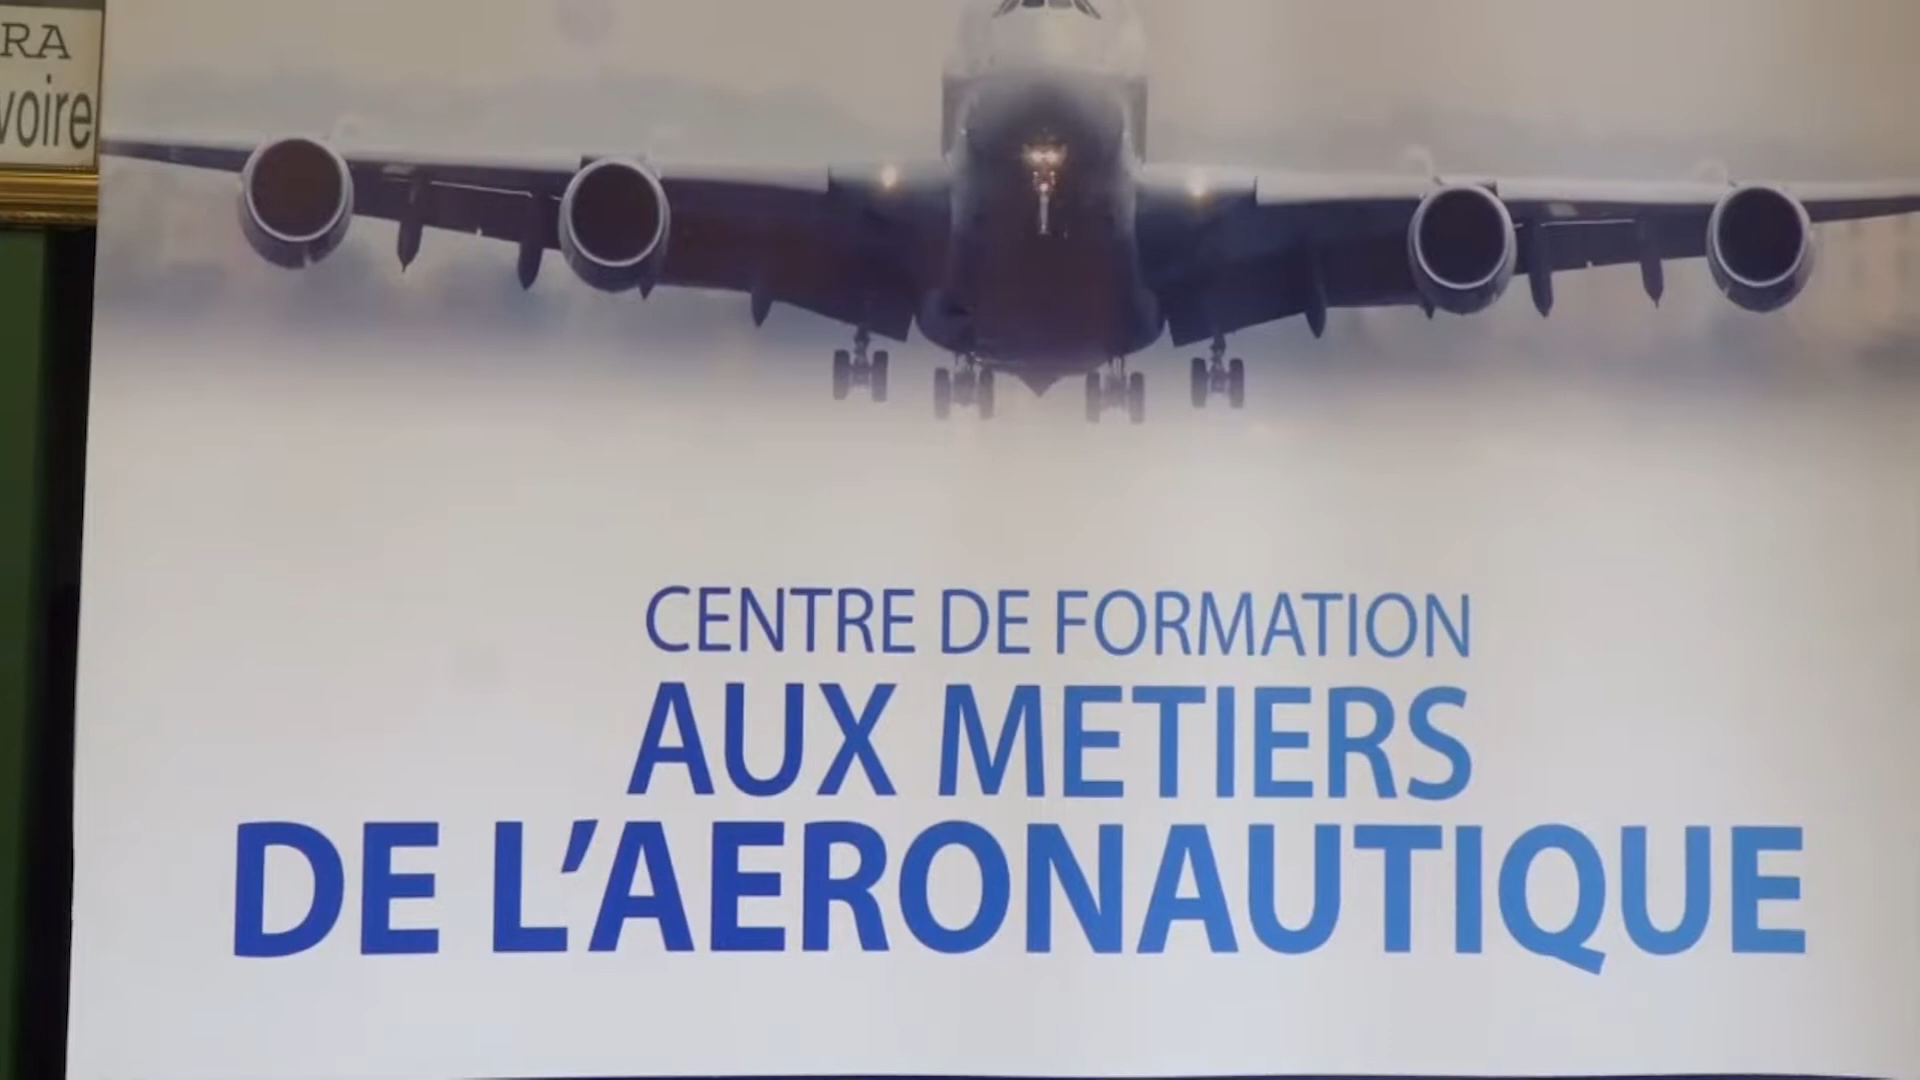 RA
voire
CENTRE DE FORMATION
AUX METIERS
DE L'AERONAUTIQUE